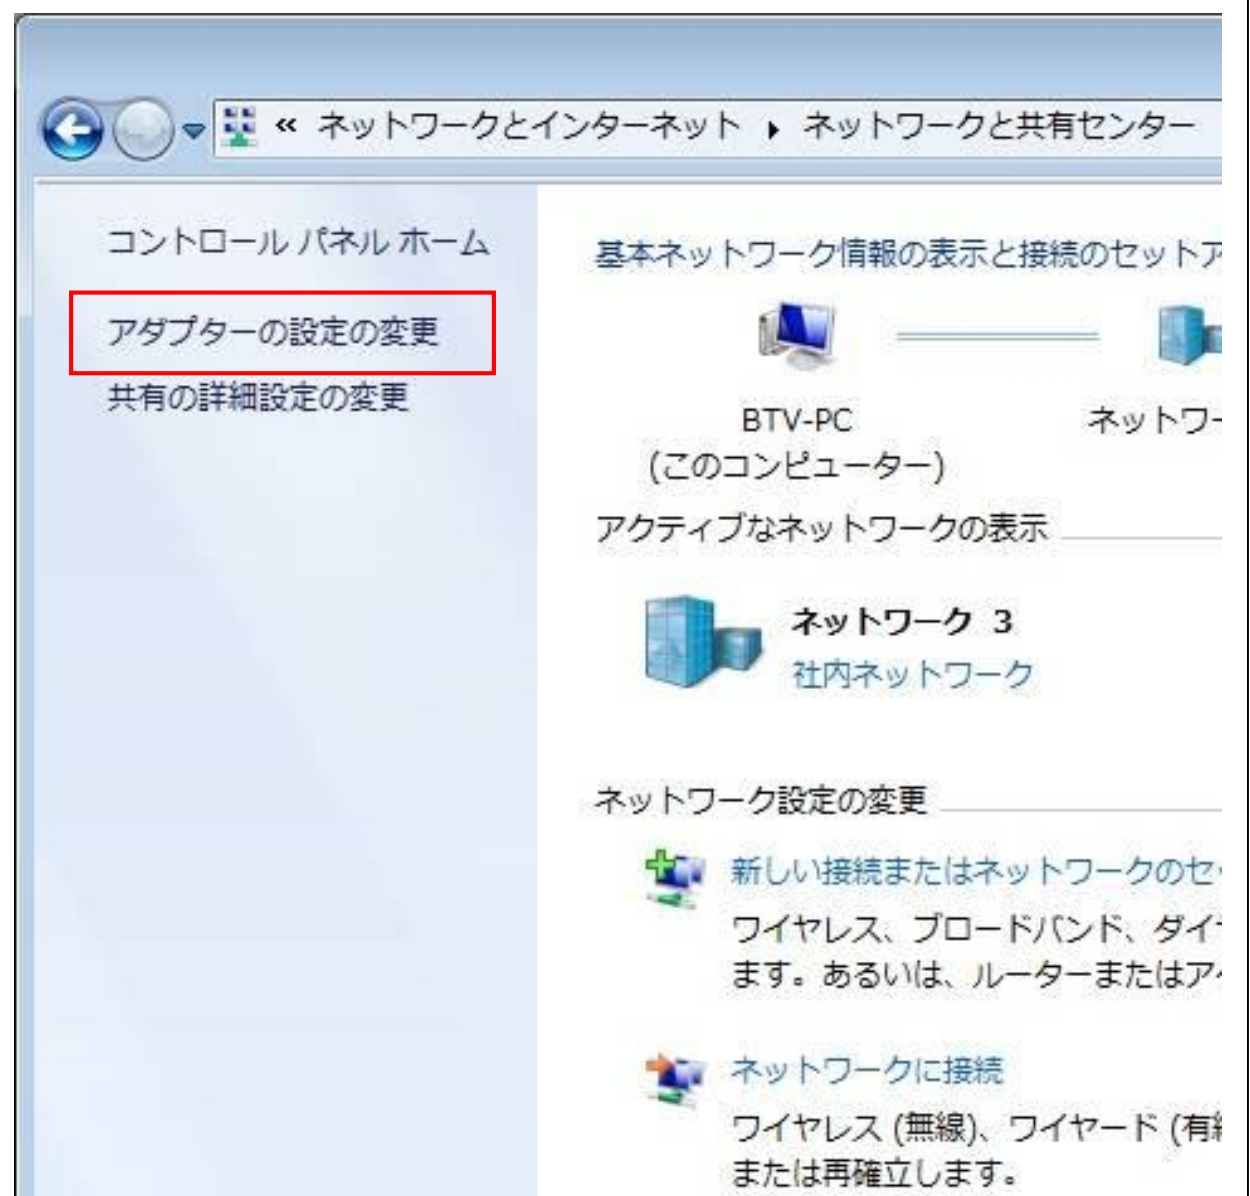 « ネットワークとインターネット ▸ ネットワークと共有センター
コントロール パネル ホーム
アダプターの設定の変更
共有の詳細設定の変更
基本ネットワーク情報の表示と接続のセットア
BTV-PC
(このコンピューター)
ネットワー
アクティブなネットワークの表示
ネットワーク 3
社内ネットワーク
ネットワーク設定の変更
新しい接続またはネットワークのセッ
ワイヤレス、ブロードバンド、ダイヤ
ます。あるいは、ルーターまたはア
ネットワークに接続
ワイヤレス (無線)、ワイヤード (有線
または再確立します。